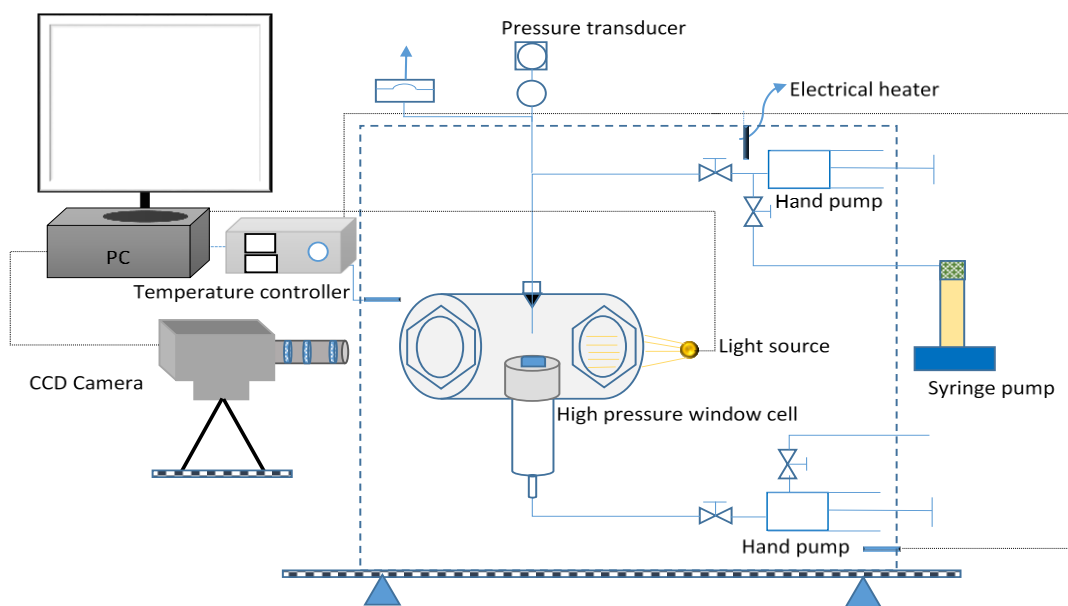 Pressure transducer
Electrical heater
Hand pump
PC
Temperature controller
Light source
CCD Camera
Syringe pump
High pressure window cell
Hand pump